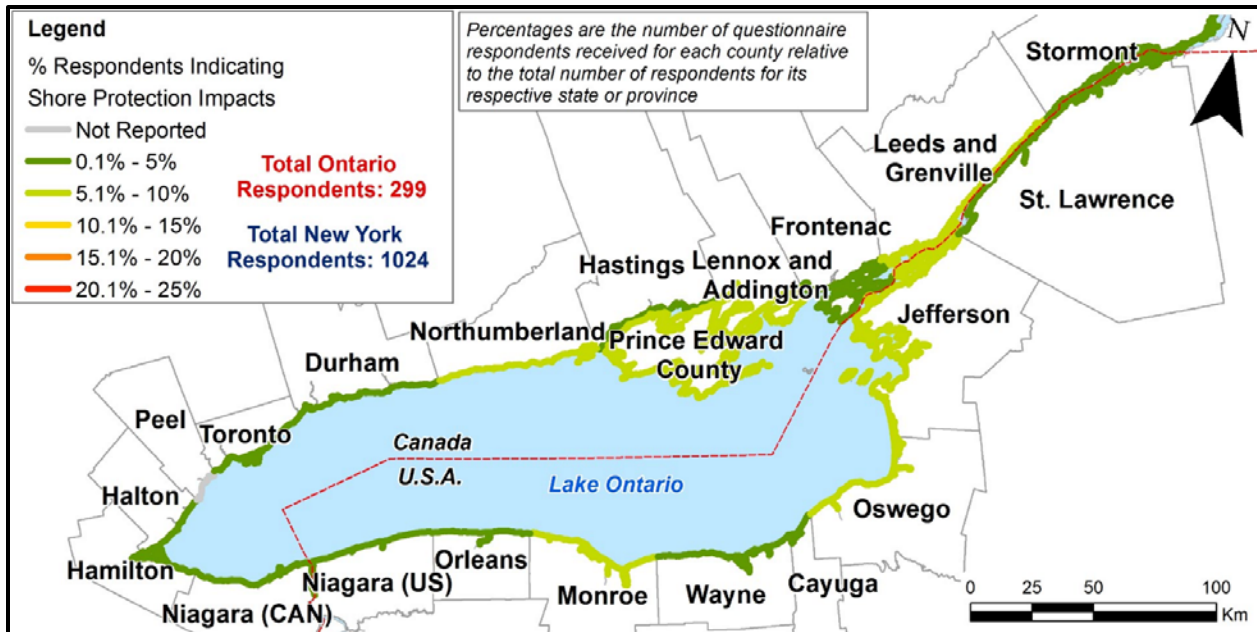 Legend
% Respondents Indicating
Shore Protection Impacts
Not Reported
0.1% - 5%
5.1% - 10%
10.1% - 15%
15.1% - 20%
20.1% - 25%
Total Ontario
Respondents: 299
Total New York
Respondents: 1024
Percentages are the number of questionnaire
respondents received for each county relative
to the total number of respondents for its
respective state or province
N
Stormont
Leeds and
Grenville
St. Lawrence
Frontenac
Hastings
Lennox and
Addington
Jefferson
Northumberland
Prince Edward
County
Durham
Peel
Toronto
Canada
U.S.A.
Lake Ontario
Halton
Oswego
Hamilton
Niagara (US)
Orleans
Monroe
Wayne
Cayuga
Niagara (CAN)
0 25 50 100
Km